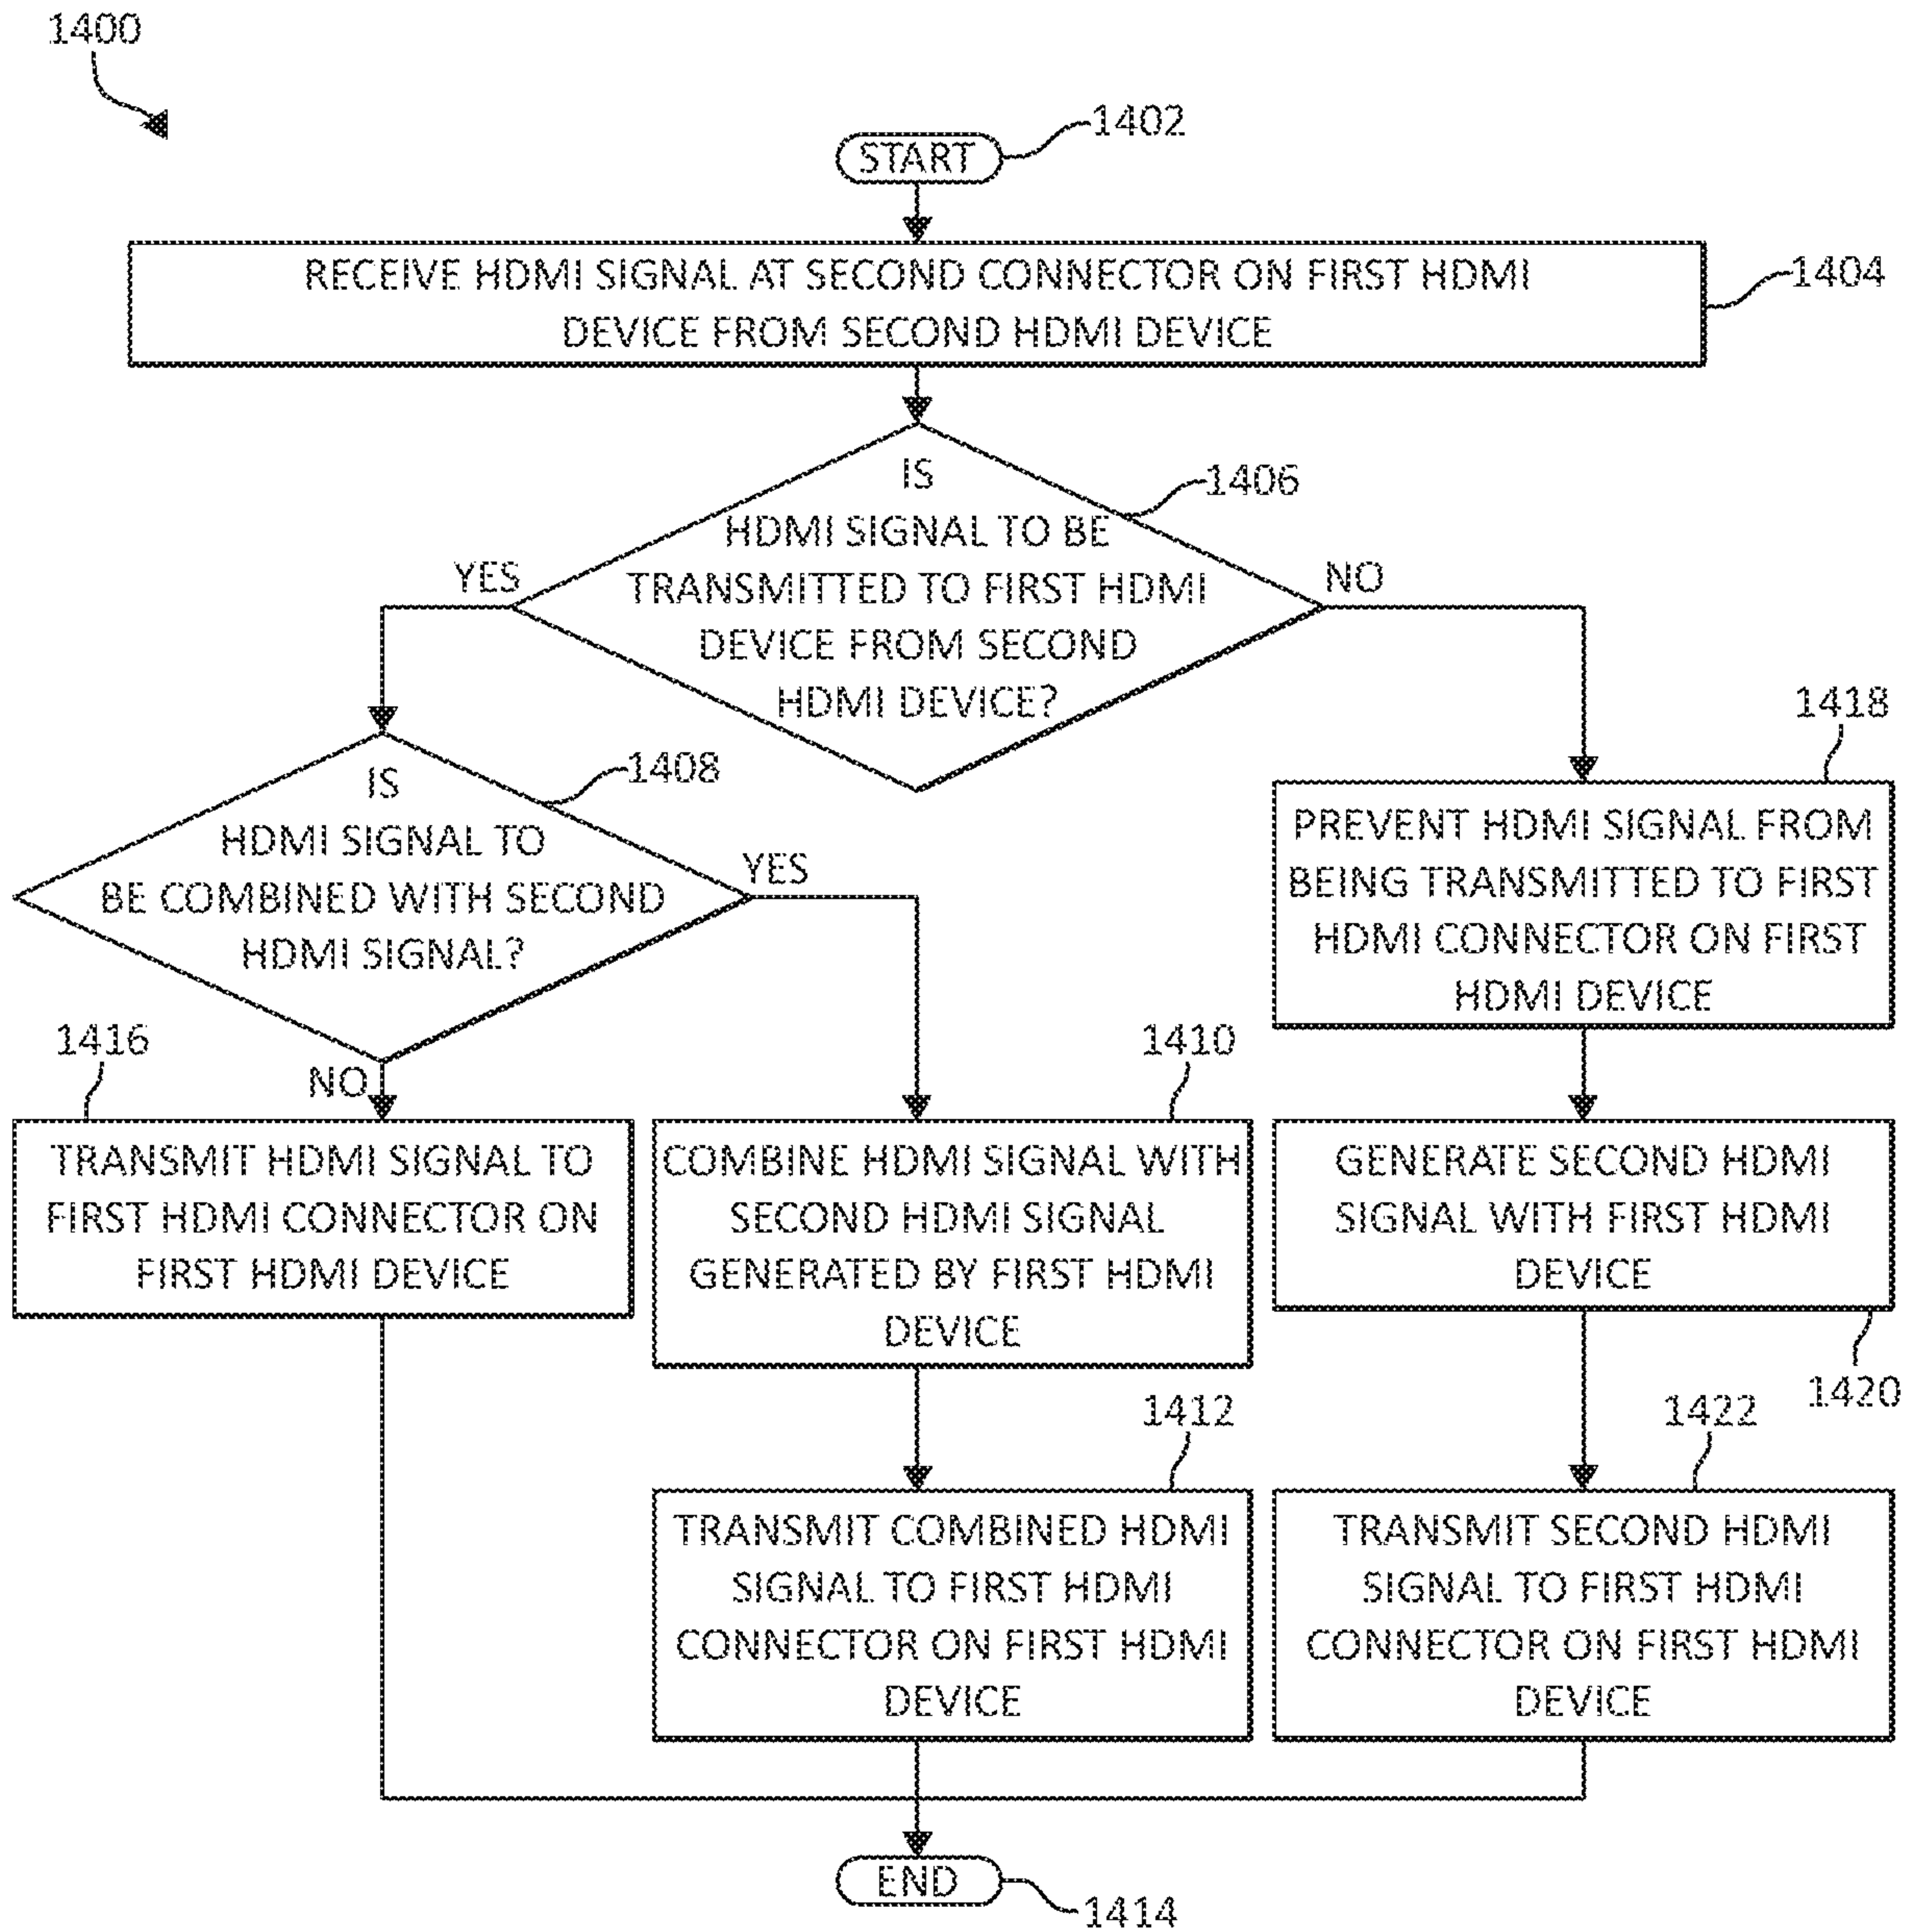 1400
1402
START
RECEIVE HDMI SIGNAL AT SECOND CONNECTOR ON FIRST HDMI
DEVICE FROM SECOND HDMI DEVICE
1404
IS
HDMI SIGNAL TO BE
TRANSMITTED TO FIRST HDMI
DEVICE FROM SECOND
HDMI DEVICE?
1406
YES
NO
IS
HDMI SIGNAL TO
BE COMBINED WITH SECOND
HDMI SIGNAL?
1408
YES
NO
1418
PREVENT HDMI SIGNAL FROM
BEING TRANSMITTED TO FIRST
HDMI CONNECTOR ON FIRST
HDMI DEVICE
1416
TRANSMIT HDMI SIGNAL TO
FIRST HDMI CONNECTOR ON
FIRST HDMI DEVICE
1410
COMBINE HDMI SIGNAL WITH
SECOND HDMI SIGNAL
GENERATED BY FIRST HDMI
DEVICE
GENERATE SECOND HDMI
SIGNAL WITH FIRST HDMI
DEVICE
1420
1412
TRANSMIT COMBINED HDMI
SIGNAL TO FIRST HDMI
CONNECTOR ON FIRST HDMI
DEVICE
1422
TRANSMIT SECOND HDMI
SIGNAL TO FIRST HDMI
CONNECTOR ON FIRST HDMI
DEVICE
END
1414